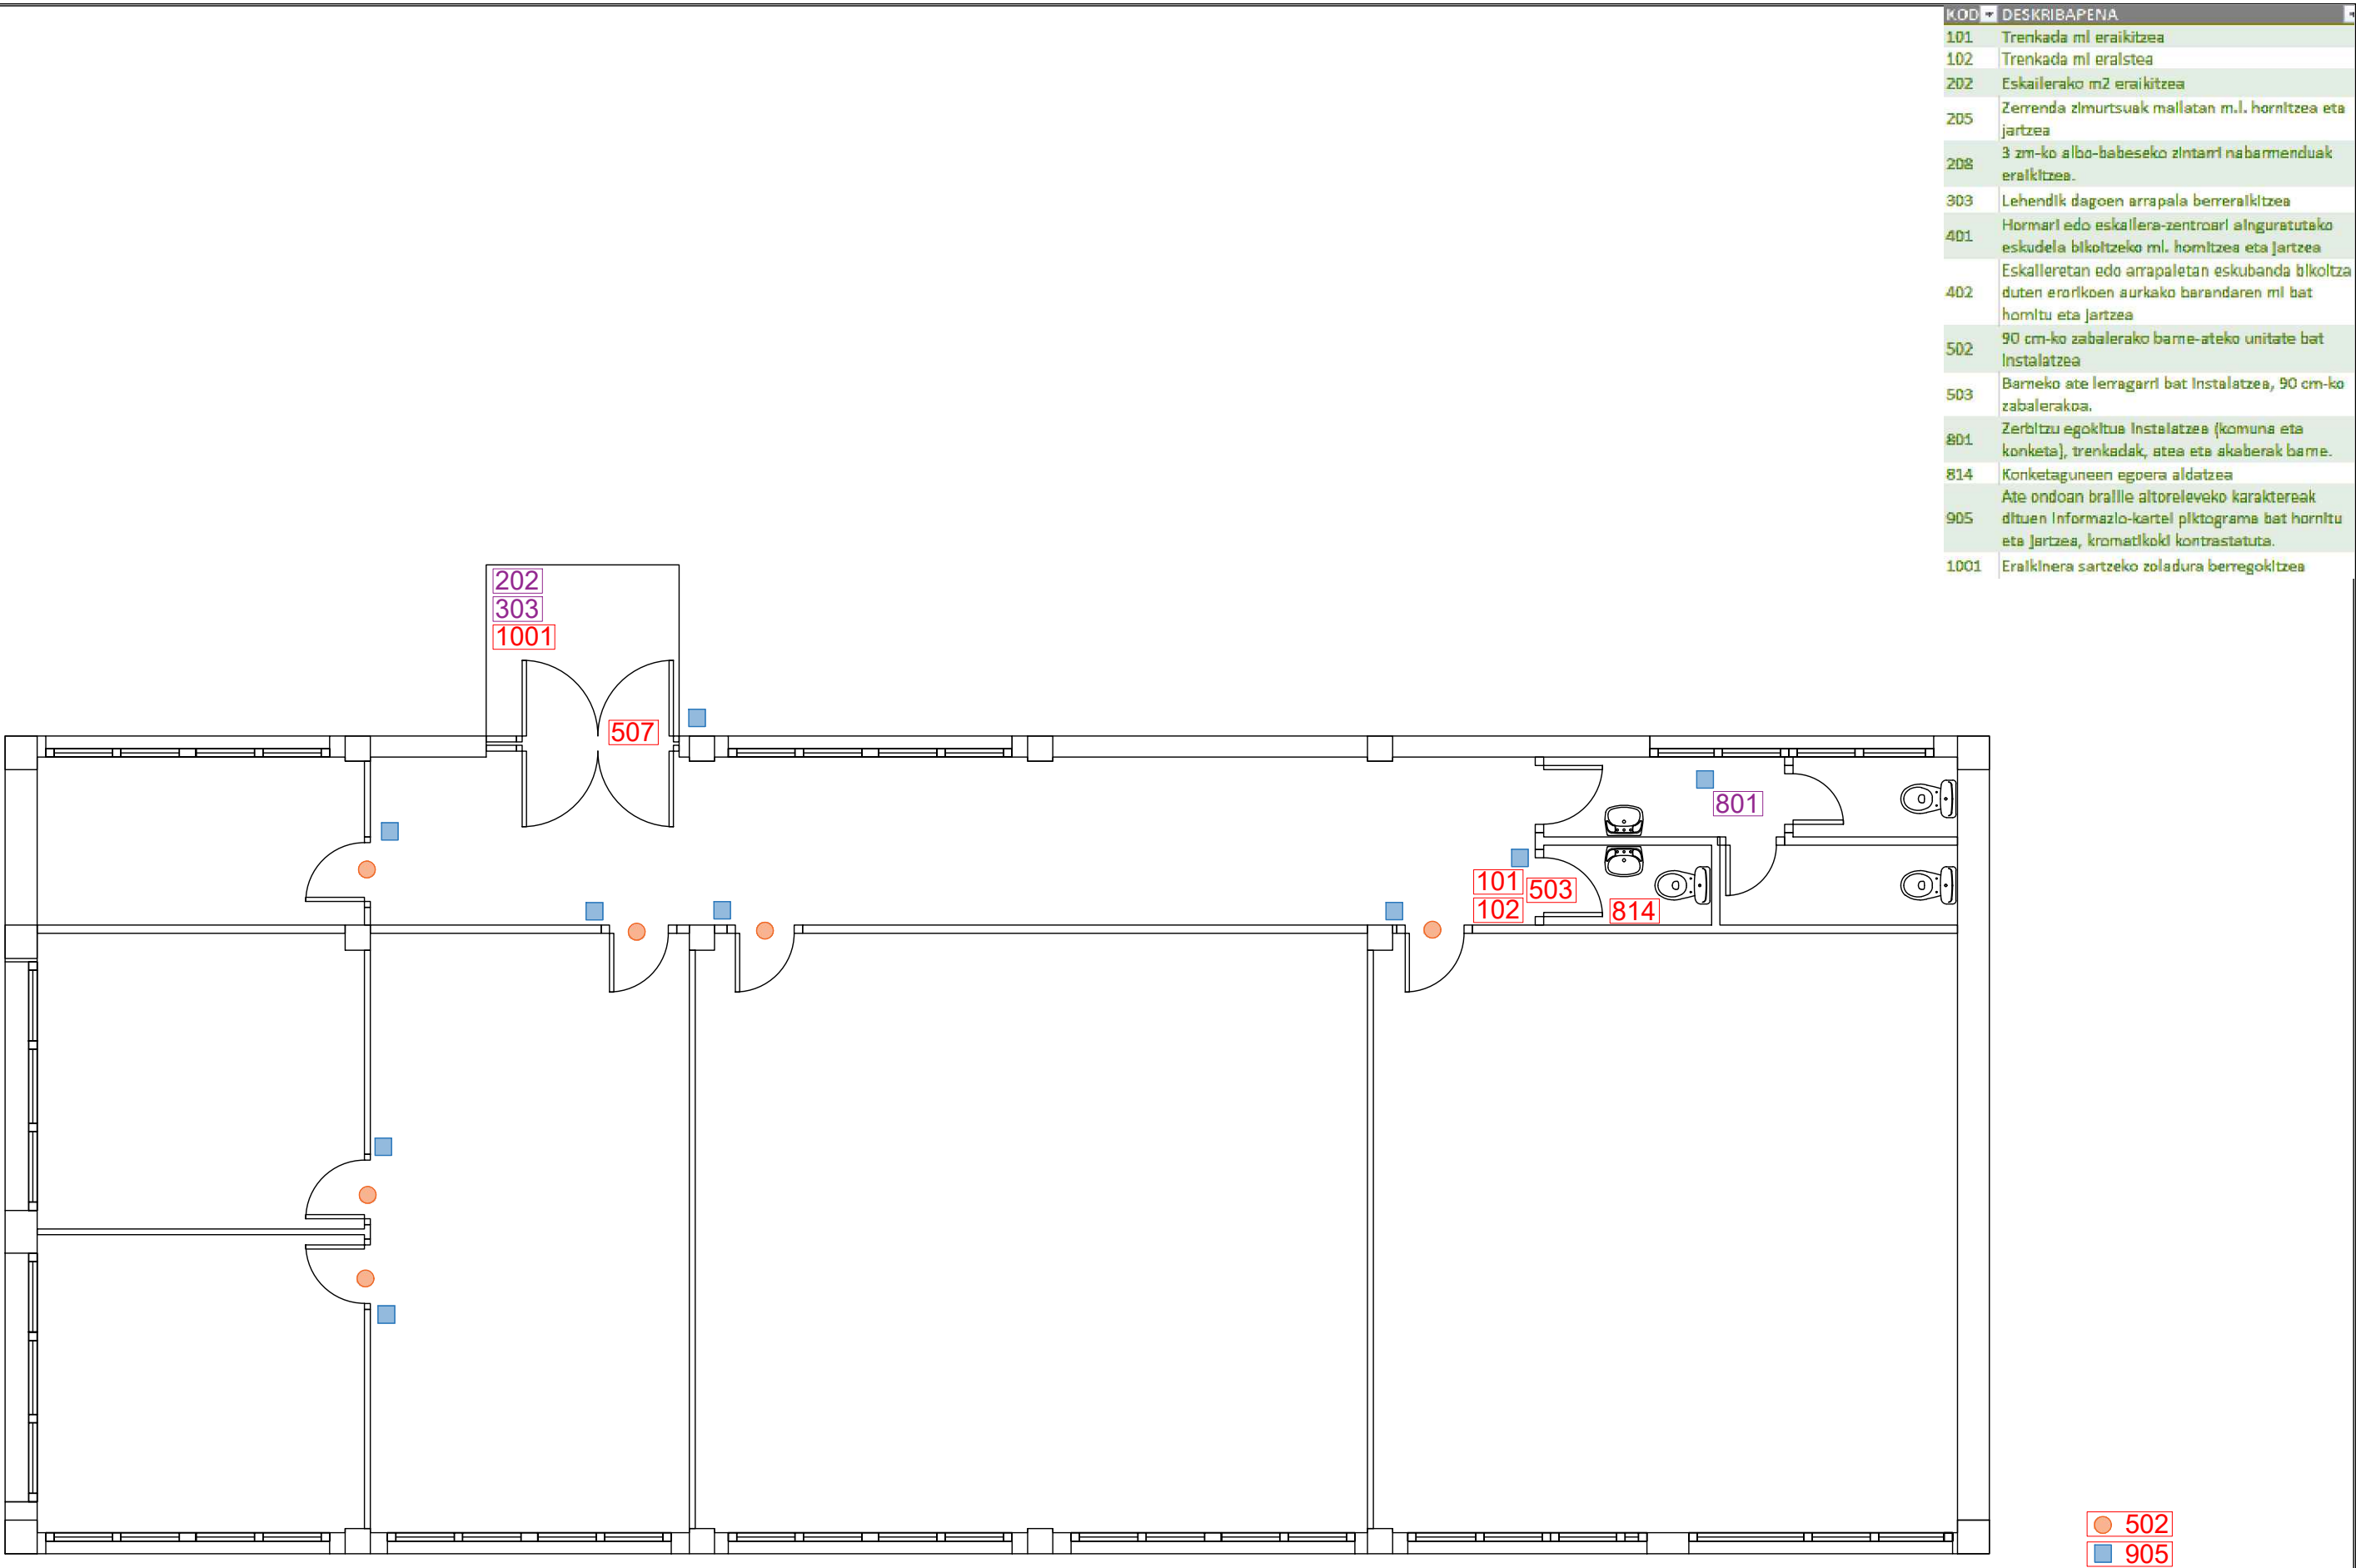 KOD DESKRIBAPENA
101 Trenkada ml eraikitzea
102 Trenkada ml eraistea
202 Eskailerako m2 eraikitzea
205 Zerrenda zimurtsuak mailatan m.l. hornitzea eta
jartzea
208 3 zm-ko albo-babeseko zintarri nabarmenduak
eraikitzea.
303 Lehendik dagoen arrapala berreraikitzea
401 Hormari edo eskailera-zentroari ainguratutako
eskudela bikoitzeko ml. hornitzea eta jartzea
402 Eskaileretan edo arrapaletan eskubanda bikoitza
duten erorikoen aurkako barandaren ml bat
hornitu eta jartzea
502 90 cm-ko zabalerako barne-ateko unitate bat
instalatzea
503 Barneko ate lerragarri bat instalatzea, 90 cm-ko
zabalerakoa.
801 Zerbitzu egokitua instalatzea (komuna eta
konketa), trenkadak, atea eta akaberak barne.
814 Konketaguneen egoera aldatzea
905 Ate ondoan braille altoreleveko karaktereak
dituen informazio-kartel piktograma bat hornitu
eta jartzea, kromatikoki kontrastatuta.
1001 Eraikinera sartzeko zoladura berregokitzea
202
303
1001
507
801
101
503
102
814
502
905